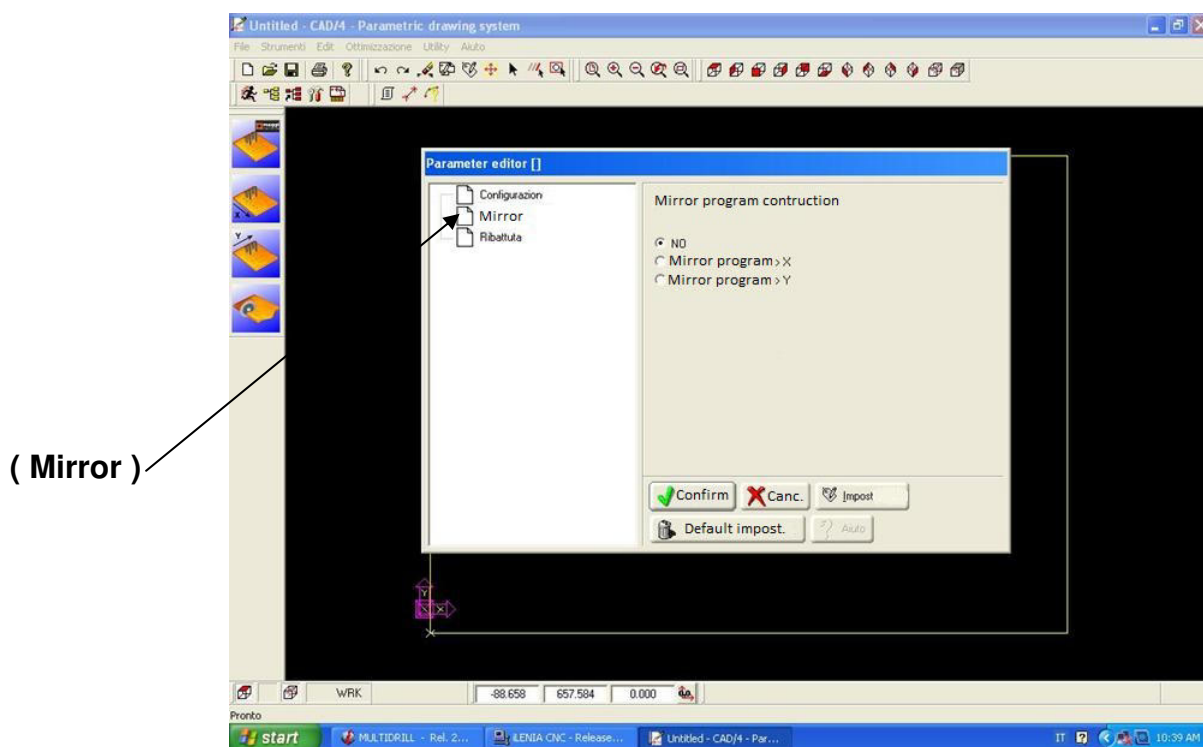 Untitled - CAD/4 - Parametric drawing system
File Strumenti Edit Ottimizzazione Utility Aiuto
Parameter editor []
Configurazion
Mirror
Ribattuta
Mirror program contruction
NO
Mirror program > X
Mirror program > Y
( Mirror )
Confirm Canc. Impost
Default impost. Aiuto
Y
X
WRK -88.658 657.584 0.000
Pronto
start MULTIDRILL - Rel. 2... LENIA CNC - Release... Untitled - CAD/4 - Par... IT 10:39 AM